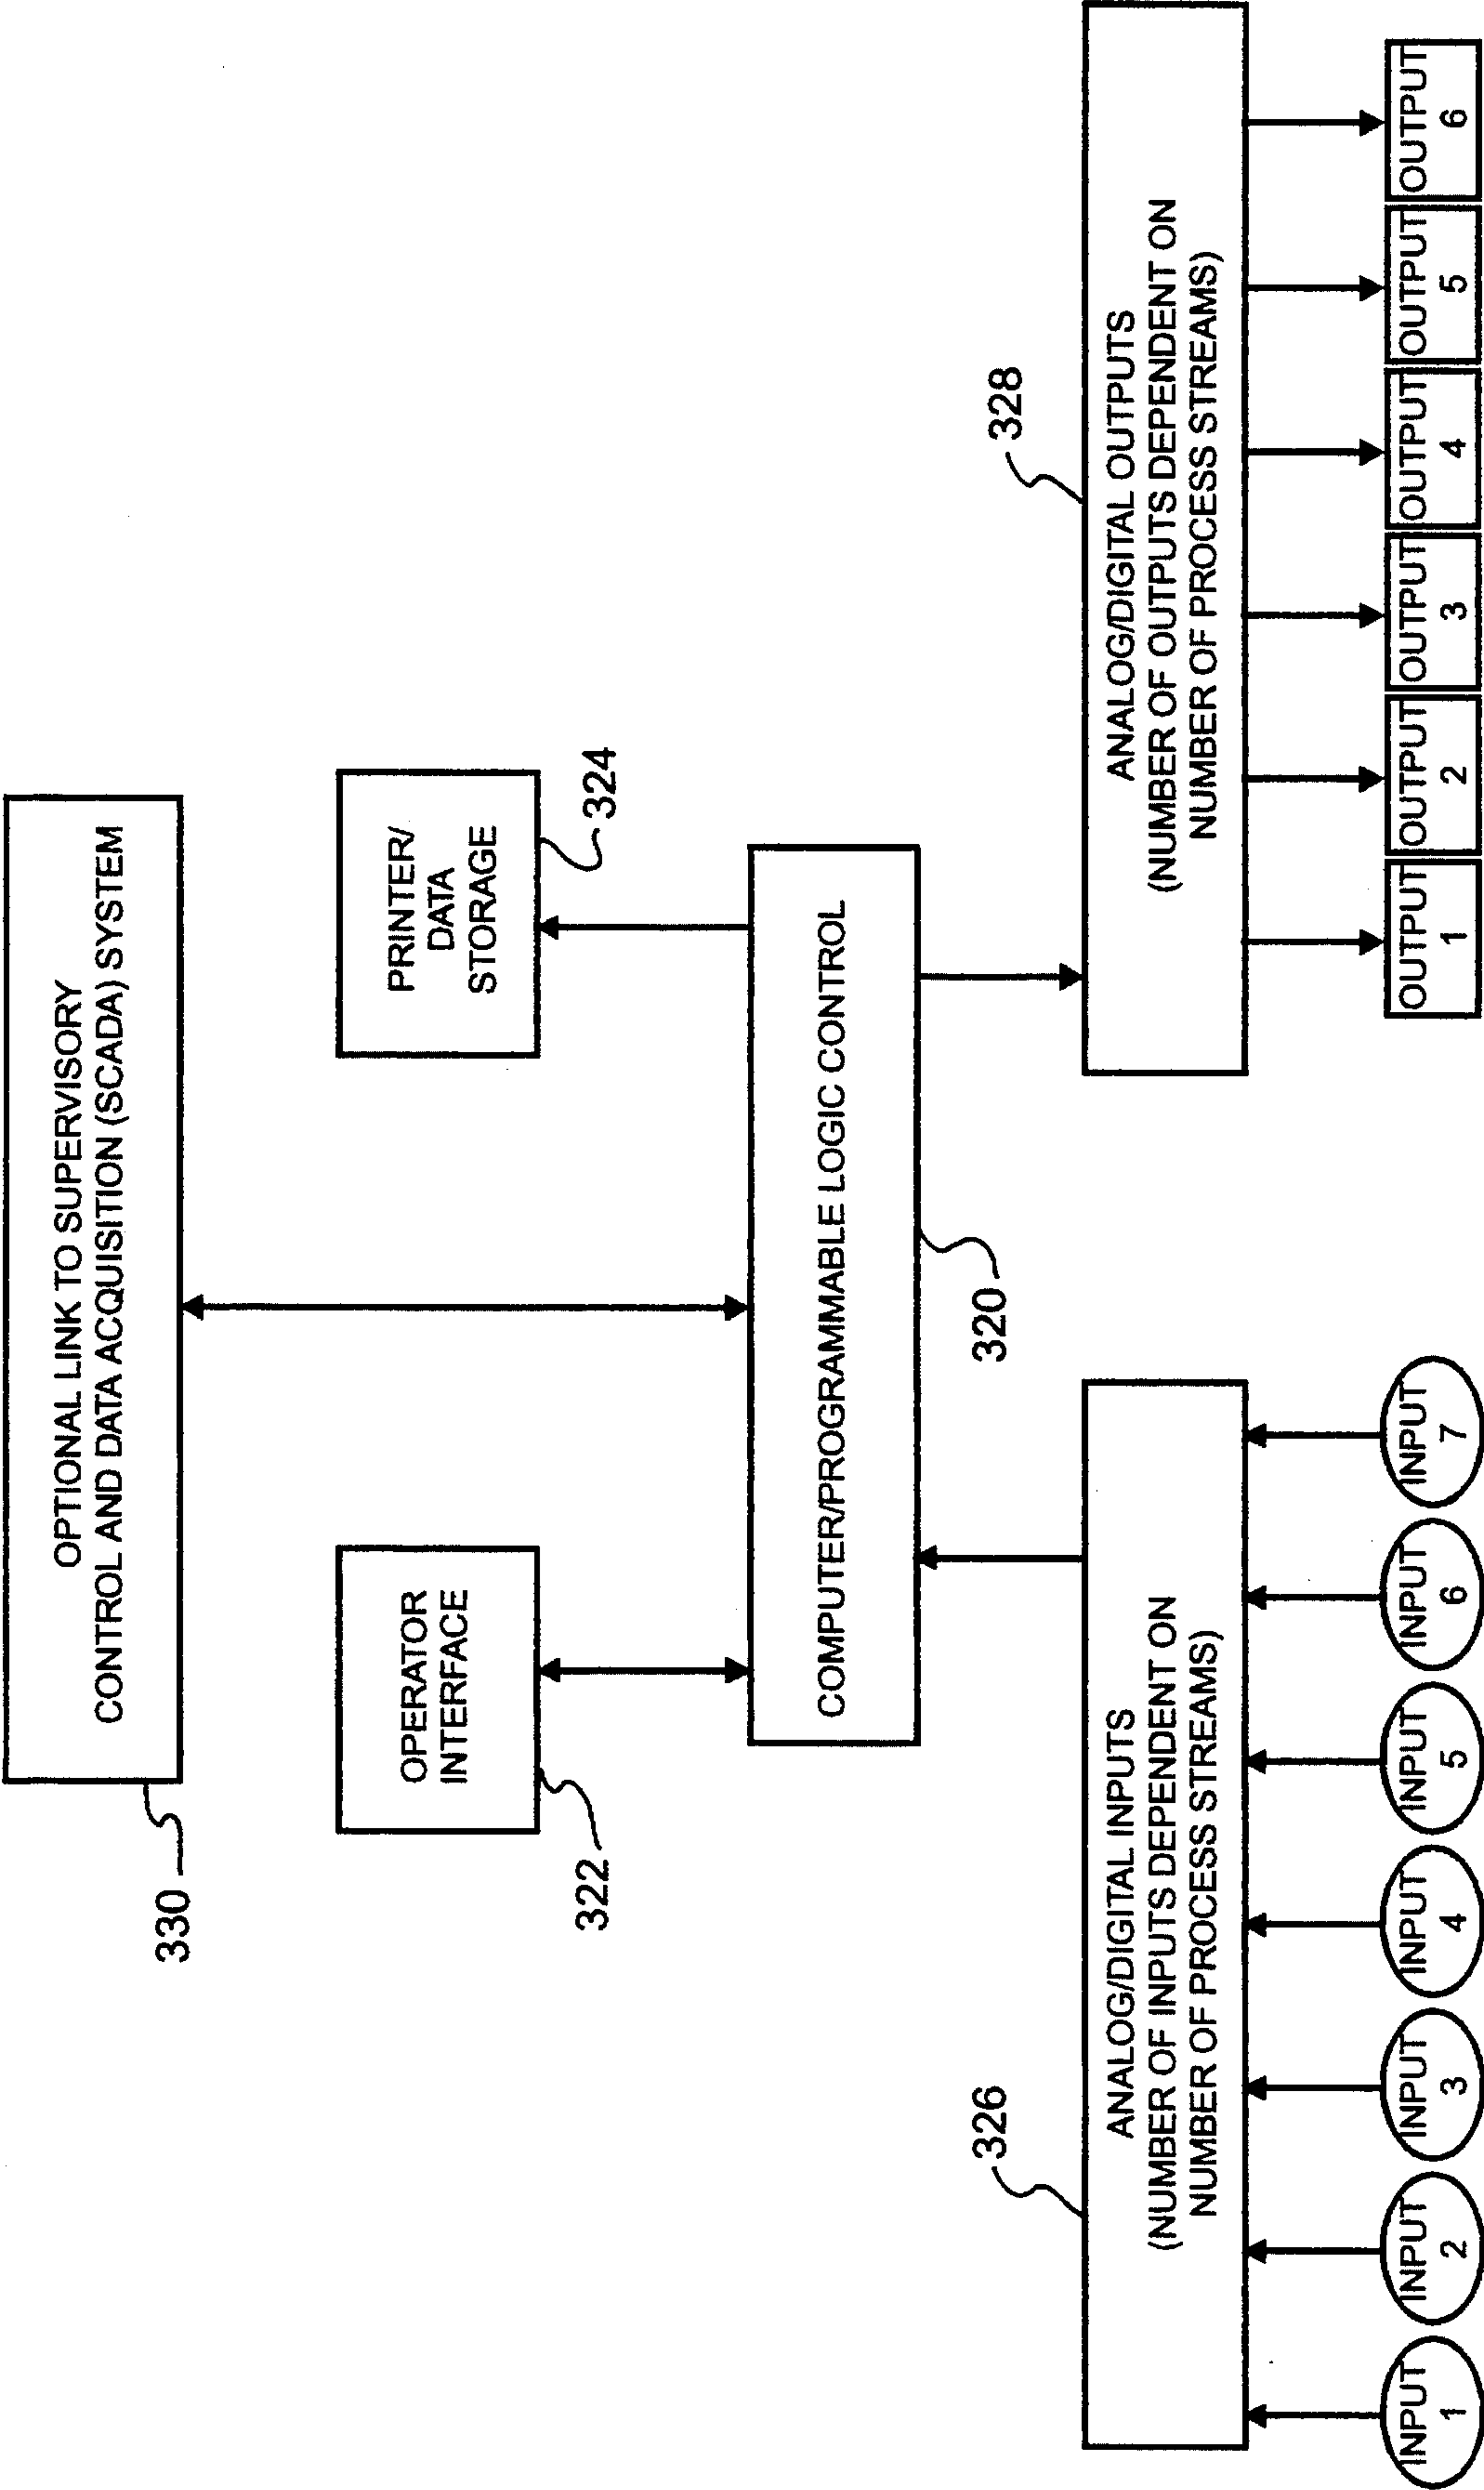 OPTIONAL LINK TO SUPERVISORY
CONTROL AND DATA ACQUISITION (SCADA) SYSTEM
330
OPERATOR
INTERFACE
322
PRINTER/
DATA
STORAGE
324
COMPUTER/PROGRAMMABLE LOGIC CONTROL
320
326
ANALOG/DIGITAL INPUTS
(NUMBER OF INPUTS DEPENDENT ON
NUMBER OF PROCESS STREAMS)
328
ANALOG/DIGITAL OUTPUTS
(NUMBER OF OUTPUTS DEPENDENT ON
NUMBER OF PROCESS STREAMS)
INPUT
1
INPUT
2
INPUT
3
INPUT
4
INPUT
5
INPUT
6
INPUT
7
OUTPUT
1
OUTPUT
2
OUTPUT
3
OUTPUT
4
OUTPUT
5
OUTPUT
6